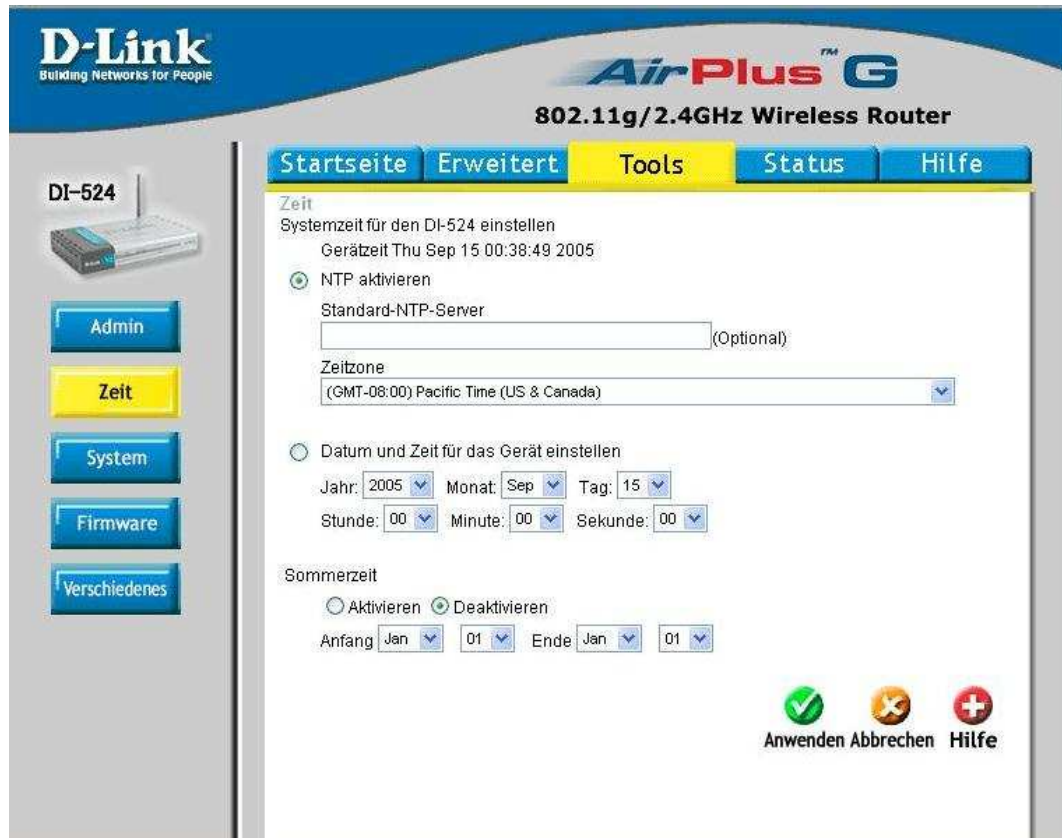 D-Link
Building Networks for People
AirPlus™ G
802.11g/2.4GHz Wireless Router
DI-524
Admin
Zeit
System
Firmware
Verschiedenes
Startseite Erweitert Tools Status Hilfe
Zeit
Systemzeit für den DI-524 einstellen
Gerätzeit Thu Sep 15 00:38:49 2005
NTP aktivieren
Standard-NTP-Server
(Optional)
Zeitzone
(GMT-08:00) Pacific Time (US & Canada)
Datum und Zeit für das Gerät einstellen
Jahr: 2005 Monat: Sep Tag: 15
Stunde: 00 Minute: 00 Sekunde: 00
Sommerzeit
Aktivieren Deaktivieren
Anfang Jan 01 Ende Jan 01
Anwenden Abbrechen Hilfe